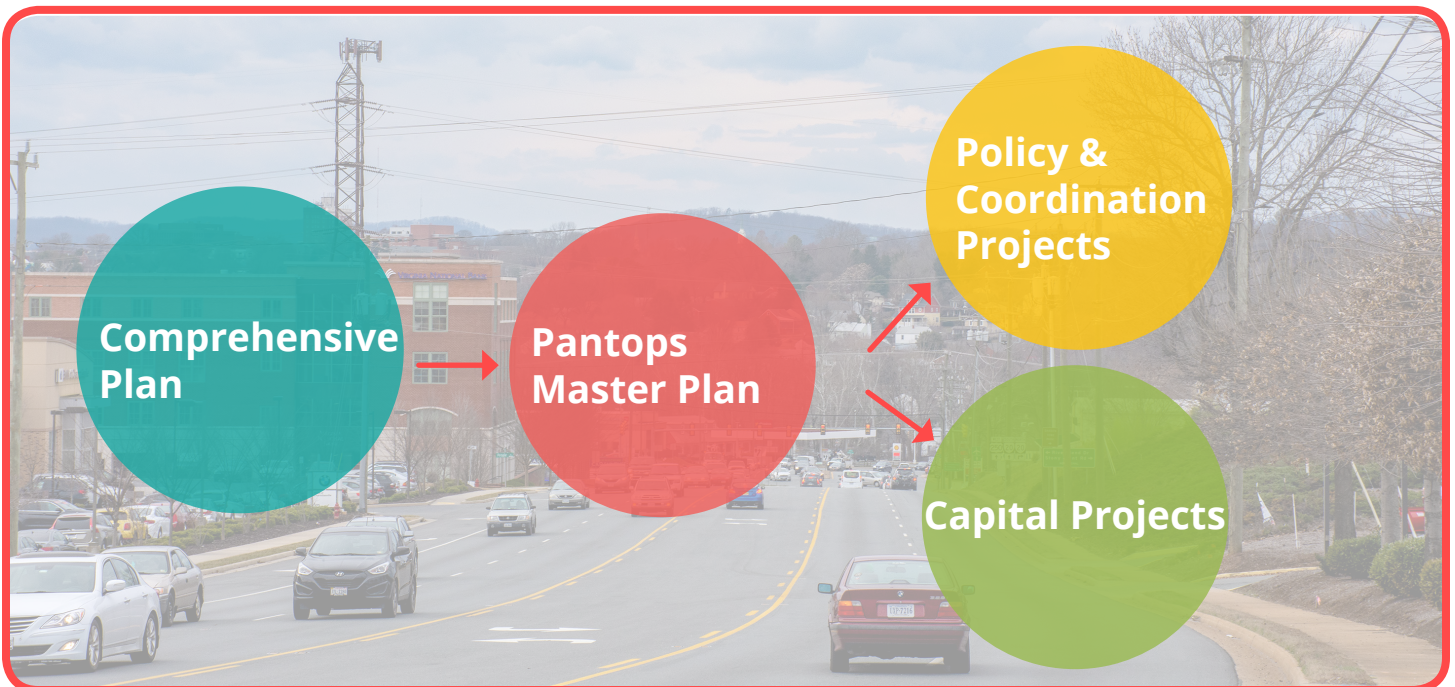 Comprehensive
Plan
Pantops
Master Plan
Policy &
Coordination
Projects
Capital Projects